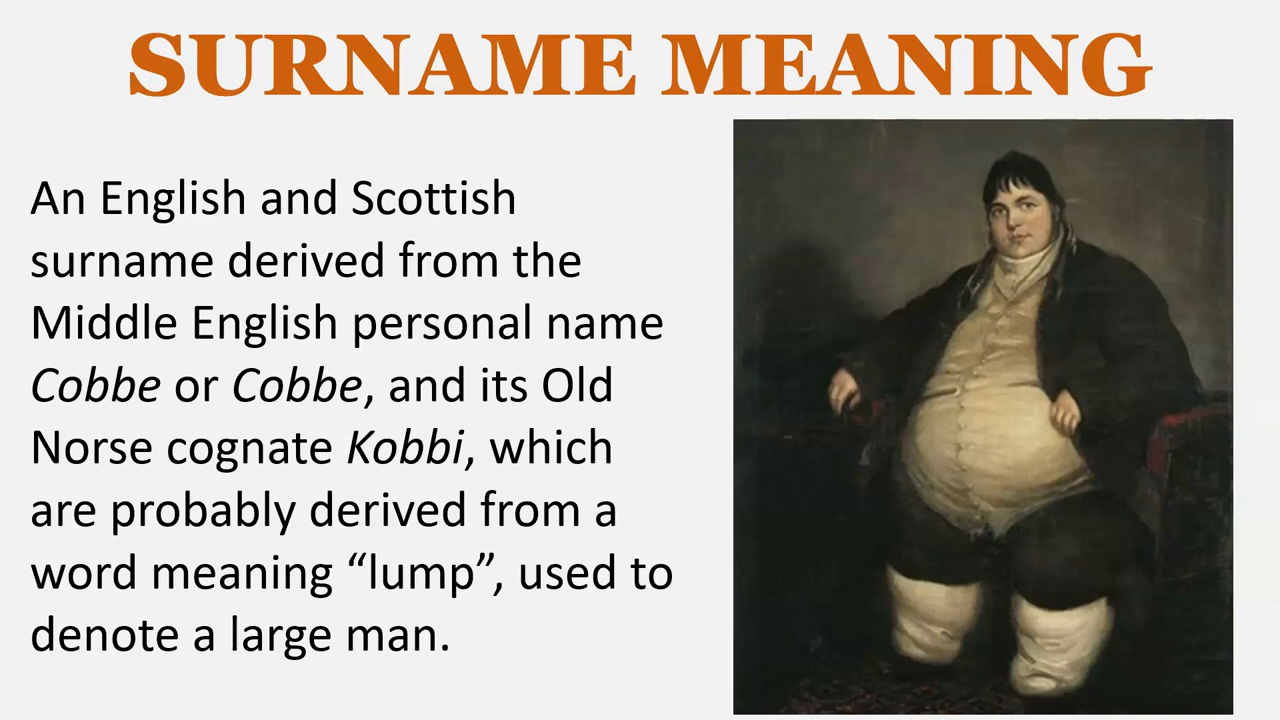 SURNAME MEANING
An English and Scottish
surname derived from the
Middle English personal name
Cobbe or Cobbe, and its Old
Norse cognate Kobbi, which
are probably derived from a
word meaning “lump”, used to
denote a large man.